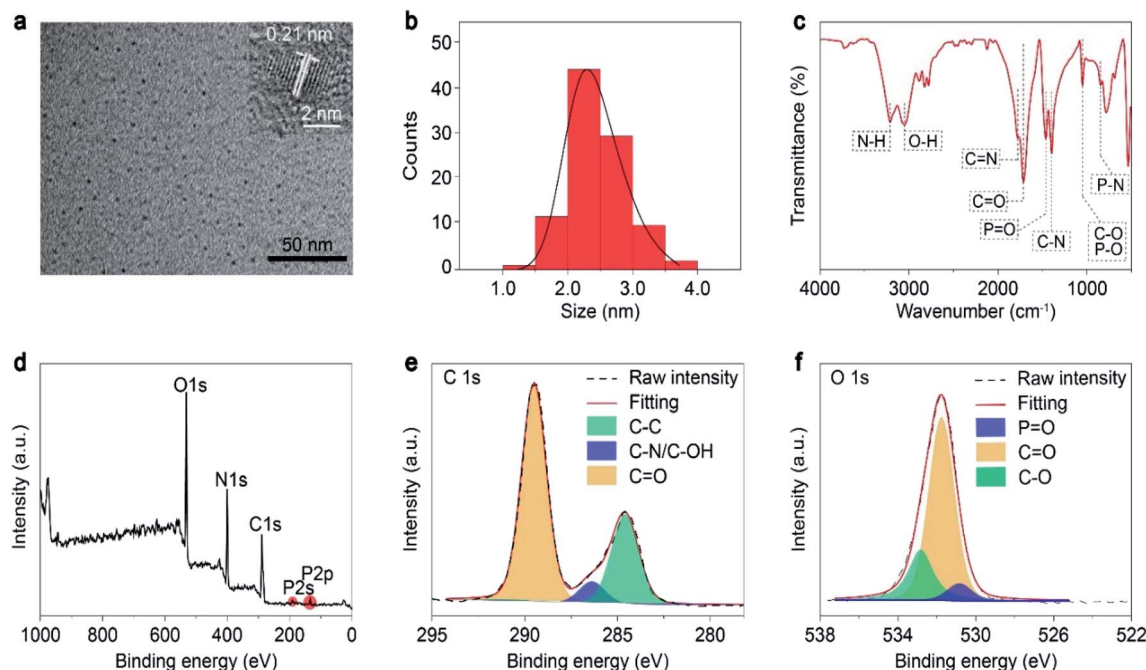 a
0.21 nm
2 nm
50 nm
b
Counts
50
40
30
20
10
0
1.0 2.0 3.0 4.0
Size (nm)
c
Transmittance (%)
N-H
O-H
C=N
C=O
P=O
C-N
P-N
C-O
P-O
4000 3000 2000 1000
Wavenumber (cm⁻¹)
d
Intensity (a.u.)
O1s
N1s
C1s
P2p
P2s
1000 800 600 400 200 0
Binding energy (eV)
e
C 1s
Intensity (a.u.)
Raw intensity
Fitting
C-C
C-N/C-OH
C=O
295 290 285 280
Binding energy (eV)
f
O 1s
Intensity (a.u.)
Raw intensity
Fitting
P=O
C=O
C-O
538 534 530 526 522
Binding energy (eV)